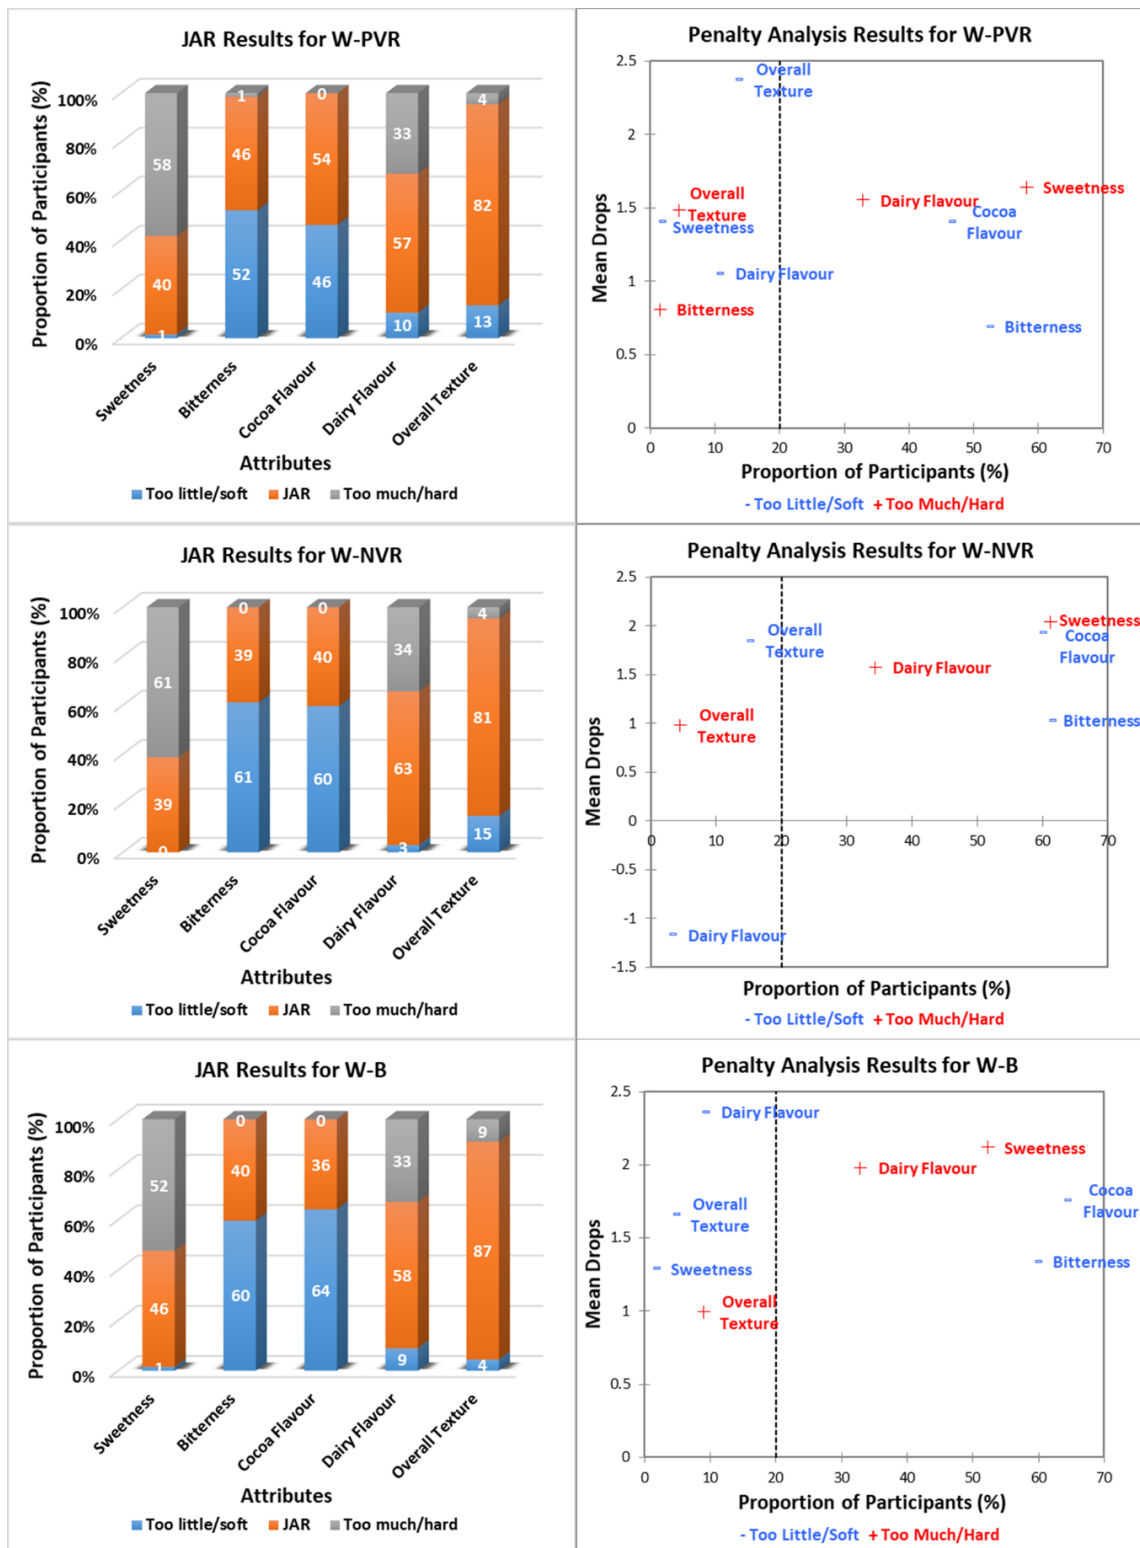 JAR Results for W-PVR
Proportion of Participants (%)
100%
80%
60%
40%
20%
0%
58
40
1
1
46
52
0
54
46
33
57
10
4
82
13
Sweetness
Bitterness
Cocoa Flavour
Dairy Flavour
Overall Texture
Attributes
Too little/soft JAR Too much/hard
Penalty Analysis Results for W-PVR
Mean Drops
2.5
2
1.5
1
0.5
0
Overall
Texture
Overall
Texture
Sweetness
Dairy Flavour
Sweetness
Cocoa
Flavour
Dairy Flavour
Bitterness
Bitterness
0 10 20 30 40 50 60 70
Proportion of Participants (%)
- Too Little/Soft + Too Much/Hard
JAR Results for W-NVR
Proportion of Participants (%)
100%
80%
60%
40%
20%
0%
61
39
0
0
39
61
0
40
60
34
63
3
4
81
15
Sweetness
Bitterness
Cocoa Flavour
Dairy Flavour
Overall Texture
Attributes
Too little/soft JAR Too much/hard
Penalty Analysis Results for W-NVR
Mean Drops
2.5
2
1.5
1
0.5
0
-0.5
-1
-1.5
Overall
Texture
Sweetness
Cocoa
Flavour
Dairy Flavour
Overall
Texture
Bitterness
0 10 20 30 40 50 60 70
Dairy Flavour
Proportion of Participants (%)
- Too Little/Soft + Too Much/Hard
JAR Results for W-B
Proportion of Participants (%)
100%
80%
60%
40%
20%
0%
52
46
1
0
40
60
0
36
64
33
58
9
9
87
4
Sweetness
Bitterness
Cocoa Flavour
Dairy Flavour
Overall Texture
Attributes
Too little/soft JAR Too much/hard
Penalty Analysis Results for W-B
Mean Drops
2.5
2
1.5
1
0.5
0
Dairy Flavour
Sweetness
Dairy Flavour
Cocoa
Flavour
Overall
Texture
Bitterness
Sweetness
Overall
Texture
0 10 20 30 40 50 60 70
Proportion of Participants (%)
- Too Little/Soft + Too Much/Hard